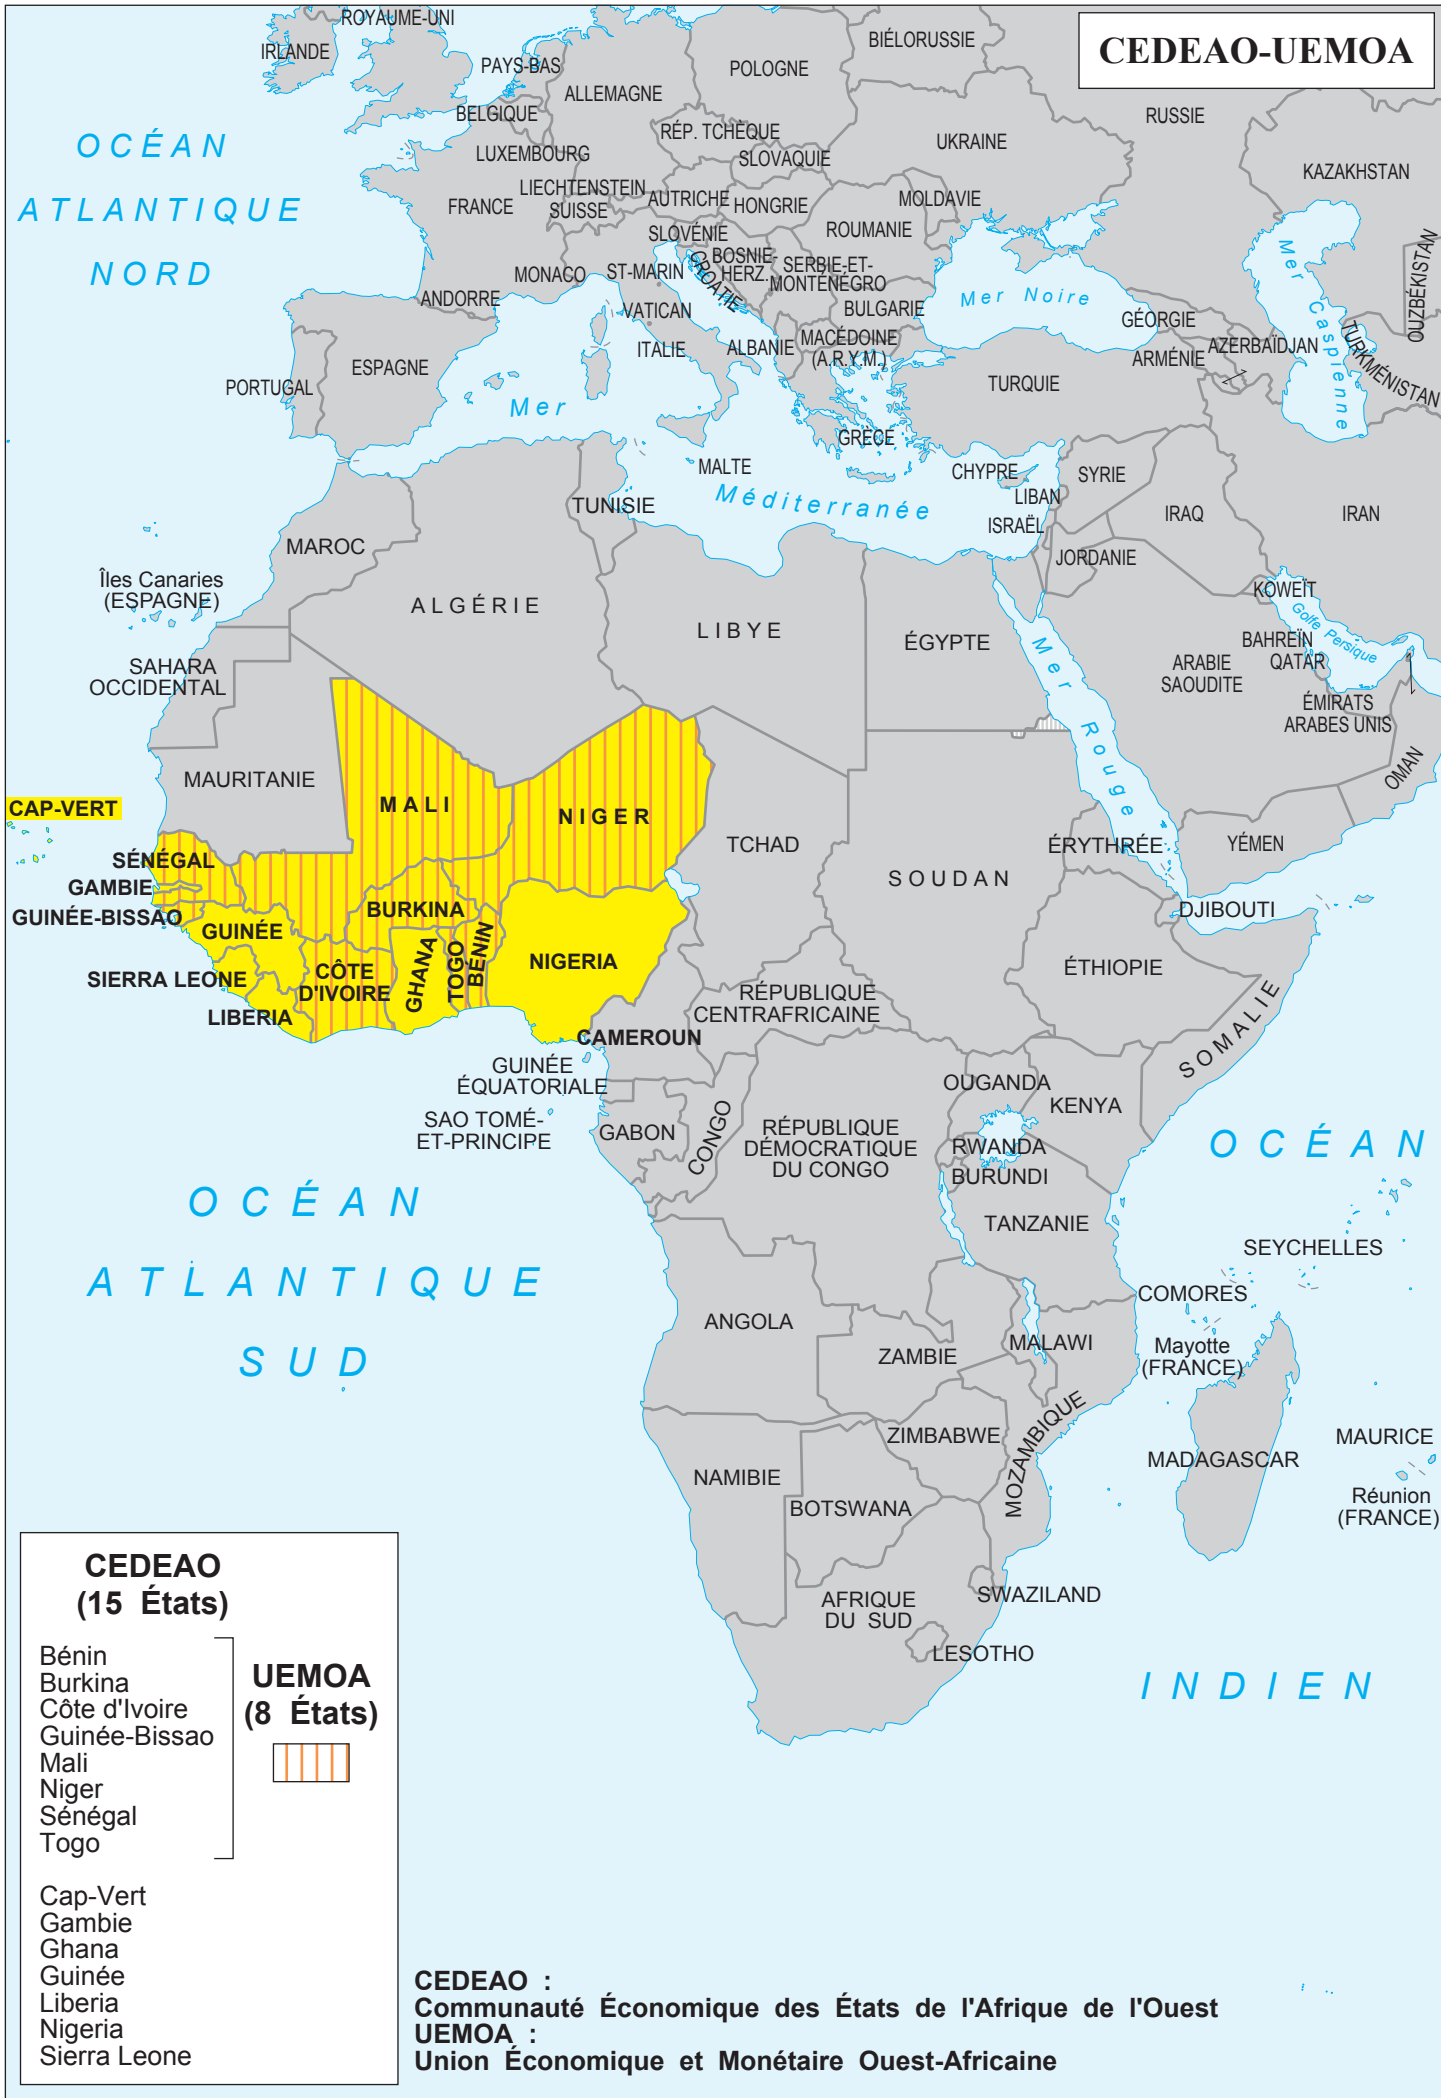 CEDEAO-UEMOA
ROYAUME-UNI
IRLANDE
PAYS-BAS
BIÉLORUSSIE
POLOGNE
ALLEMAGNE
BELGIQUE
RUSSIE
RÉP. TCHÈQUE
UKRAINE
LUXEMBOURG
SLOVAQUIE
KAZAKHSTAN
LIECHTENSTEIN
SUISSE
AUTRICHE
HONGRIE
MOLDAVIE
FRANCE
ROUMANIE
SLOVÉNIE
BOSNIE-
HERZ.
CROATIE
SERBIE-ET-
MONTÉNÉGRO
OUZBÉKISTAN
MONACO
ST-MARIN
ANDORRE
VATICAN
BULGARIE
Mer Noire
GÉORGIE
Mer Caspienne
ITALIE
ALBANIE
MACÉDOINE
(A.R.Y.M.)
ARMÉNIE
AZERBAÏDJAN
TURKMÉNISTAN
ESPAGNE
PORTUGAL
TURQUIE
OCÉAN
ATLANTIQUE
NORD
Mer
Méditerranée
GRÈCE
MALTE
CHYPRE
SYRIE
LIBAN
ISRAËL
IRAQ
IRAN
JORDANIE
TUNISIE
MAROC
Îles Canaries
(ESPAGNE)
ALGÉRIE
LIBYE
ÉGYPTE
KOWEÏT
Golfe Persique
BAHREÏN
QATAR
ARABIE
SAOUDITE
ÉMIRATS
ARABES UNIS
OMAN
Mer Rouge
SAHARA
OCCIDENTAL
MAURITANIE
MALI
NIGER
CAP-VERT
TCHAD
SOUDAN
ÉRYTHRÉE
YÉMEN
SÉNÉGAL
GAMBIE
GUINÉE-BISSAO
BURKINA
GUINÉE
DJIBOUTI
SIERRA LEONE
CÔTE
D'IVOIRE
GHANA
TOGO
BÉNIN
NIGERIA
LIBERIA
ÉTHIOPIE
RÉPUBLIQUE
CENTRAFRICAINE
SOMALIE
CAMEROUN
GUINÉE
ÉQUATORIALE
OUGANDA
KENYA
SAO TOMÉ-
ET-PRINCIPE
GABON
CONGO
RÉPUBLIQUE
DÉMOCRATIQUE
DU CONGO
RWANDA
BURUNDI
OCÉAN
TANZANIE
OCÉAN
ATLANTIQUE
SUD
SEYCHELLES
COMORES
ANGOLA
MALAWI
ZAMBIE
Mayotte
(FRANCE)
ZIMBABWE
MOZAMBIQUE
MAURICE
MADAGASCAR
NAMIBIE
BOTSWANA
Réunion
(FRANCE)
SWAZILAND
AFRIQUE
DU SUD
LESOTHO
INDIEN
CEDEAO
(15 États)
Bénin
Burkina
Côte d'Ivoire
Guinée-Bissao
Mali
Niger
Sénégal
Togo
UEMOA
(8 États)
Cap-Vert
Gambie
Ghana
Guinée
Liberia
Nigeria
Sierra Leone
CEDEAO :
Communauté Économique des États de l'Afrique de l'Ouest
UEMOA :
Union Économique et Monétaire Ouest-Africaine